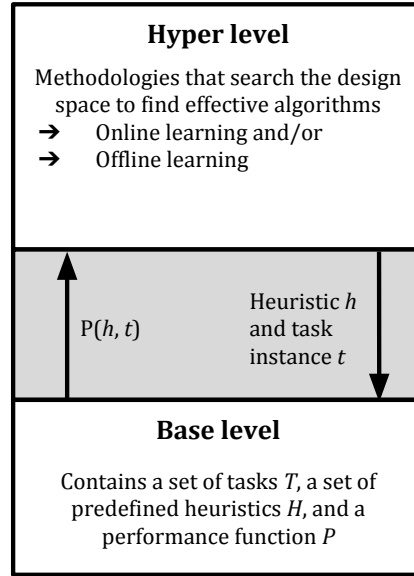 Hyper level
Methodologies that search the design
space to find effective algorithms
➔ Online learning and/or
➔ Offline learning
P(h, t)
Heuristic h
and task
instance t
Base level
Contains a set of tasks T, a set of
predefined heuristics H, and a
performance function P